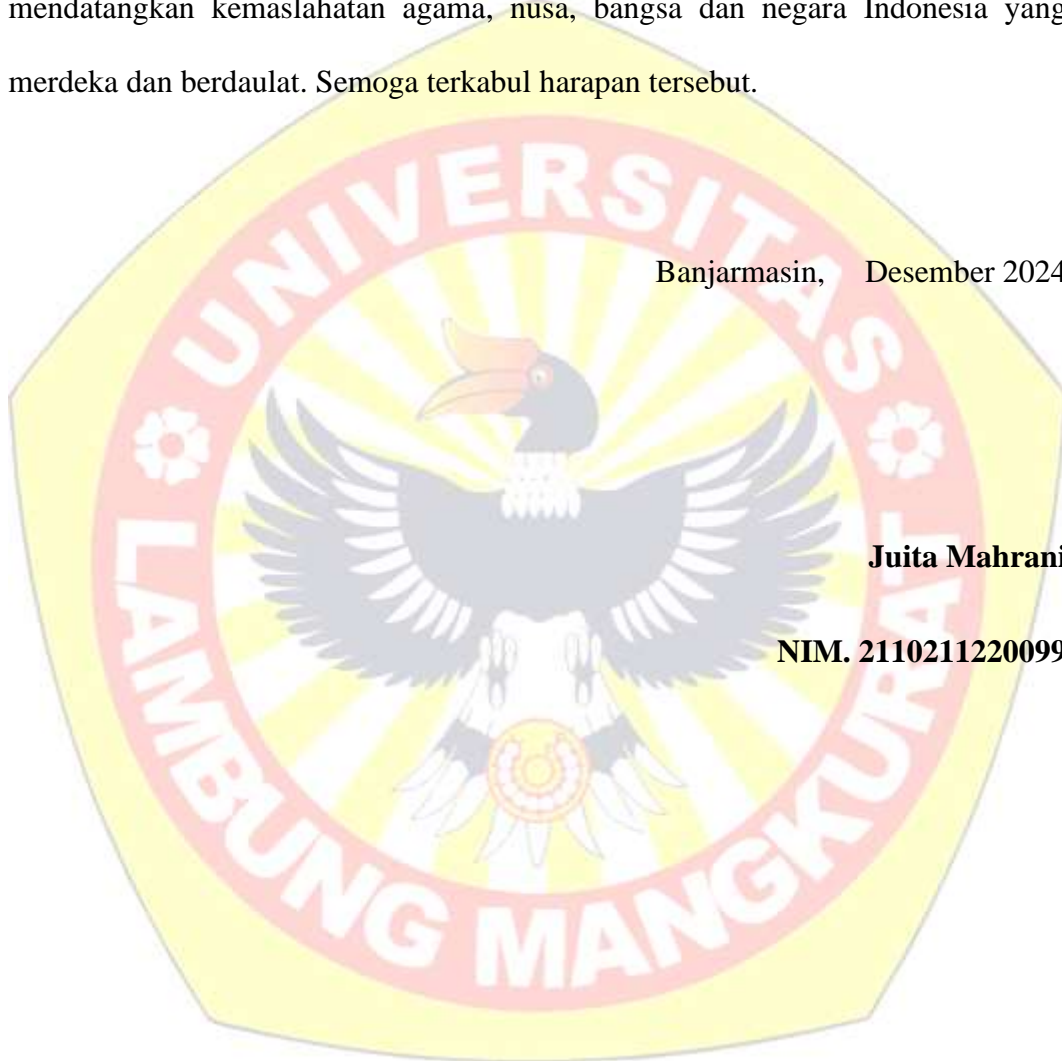 mendatangkan kemaslahatan agama, nusa, bangsa dan negara Indonesia yang
merdeka dan berdaulat. Semoga terkabul harapan tersebut.
UNIVERSITAS
Banjarmasin, Desember 2024
Juita Mahrani
NIM. 2110211220099
LAMBUNG MANGKURAT